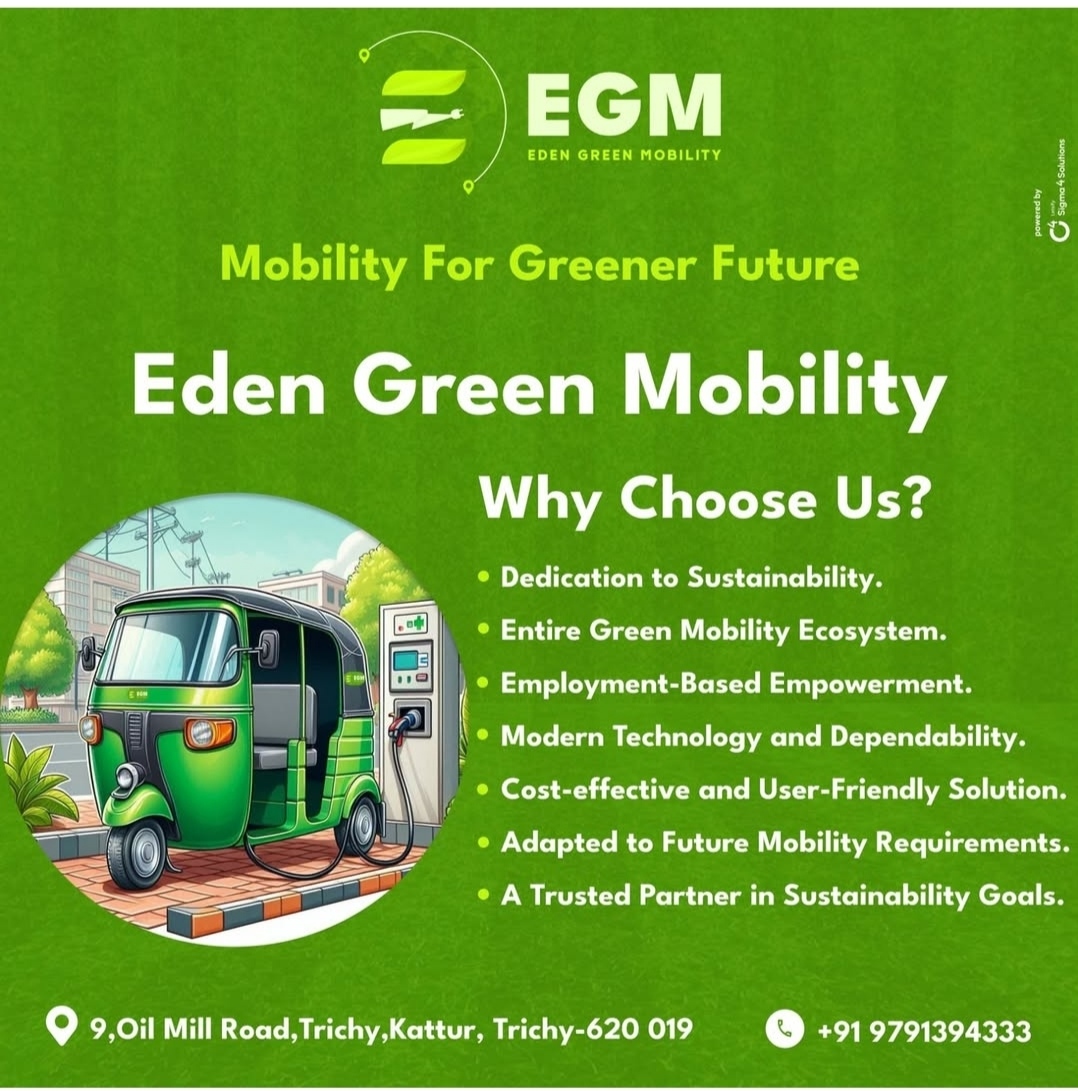 EGM
EDEN GREEN MOBILITY
powered by
Sigma 4 Solutions
Mobility For Greener Future
Eden Green Mobility
Why Choose Us?
Dedication to Sustainability.
Entire Green Mobility Ecosystem.
Employment-Based Empowerment.
Modern Technology and Dependability.
Cost-effective and User-Friendly Solution.
Adapted to Future Mobility Requirements.
A Trusted Partner in Sustainability Goals.
EGM
EGM
9,Oil Mill Road,Trichy,Kattur, Trichy-620 019
+91 9791394333